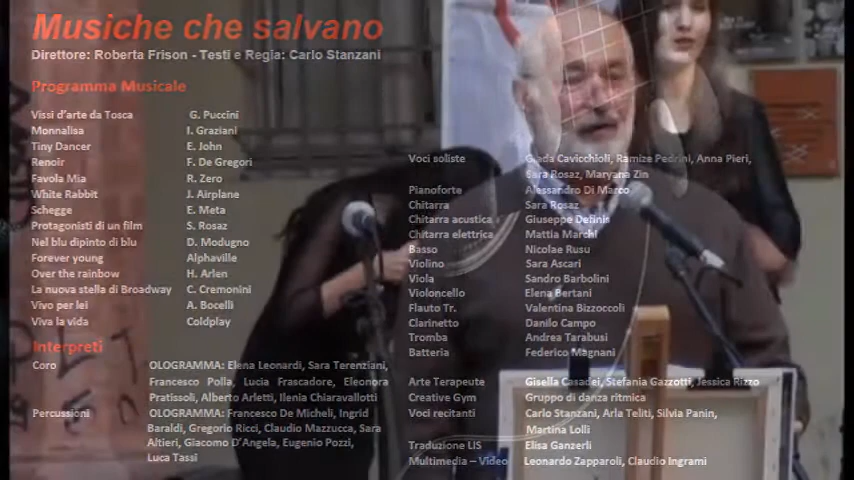 Musiche che salvano
Direttore: Roberta Frison - Testi e Regia: Carlo Stanzani
Programma Musicale
Vissi d'arte da Tosca G. Puccini
Monnalisa I. Graziani
Tiny Dancer E. John
Renoir F. De Gregori
Favola Mia R. Zero
White Rabbit J. Airplane
Schegge E. Meta
Protagonisti di un film S. Rosaz
Nel blu dipinto di blu D. Modugno
Forever young Alphaville
Over the rainbow H. Arlen
La nuova stella di Broadway C. Cremonini
Vivo per lei A. Bocelli
Viva la vida Coldplay
Interpreti
Coro OLOGRAMMA: Elena Leonardi, Sara Terenziani,
Francesco Polla, Lucia Frascadore, Eleonora
Pratissoli, Alberto Arletti, Ilenia Chiaravallotti
Percussioni OLOGRAMMA: Francesco De Micheli, Ingrid
Baraldi, Gregorio Ricci, Claudio Mazzucca, Sara
Altieri, Giacomo D'Angela, Eugenio Pozzi,
Luca Tassi
Voci soliste Giada Cavicchioli, Ramize Pedrini, Anna Pieri,
Sara Rosaz, Maryana Zin
Pianoforte Alessandro Di Marco
Chitarra Sara Rosaz
Chitarra acustica Giuseppe Defini
Chitarra elettrica Mattia Marchi
Basso Nicolae Rusu
Violino Sara Ascari
Viola Sandro Barbolini
Violoncello Elena Bertani
Flauto Tr. Valentina Bizzoccoli
Clarinetto Danilo Campo
Tromba Andrea Tarabusi
Batteria Federico Magnani
Arte Terapeute Gisella Casadei, Stefania Gazzotti, Jessica Rizzo
Creative Gym Gruppo di danza ritmica
Voci recitanti Carlo Stanzani, Arla Teliti, Silvia Panin,
Martina Lolli
Traduzione LIS Elisa Ganzerli
Multimedia – Video Leonardo Zapparoli, Claudio Ingrami